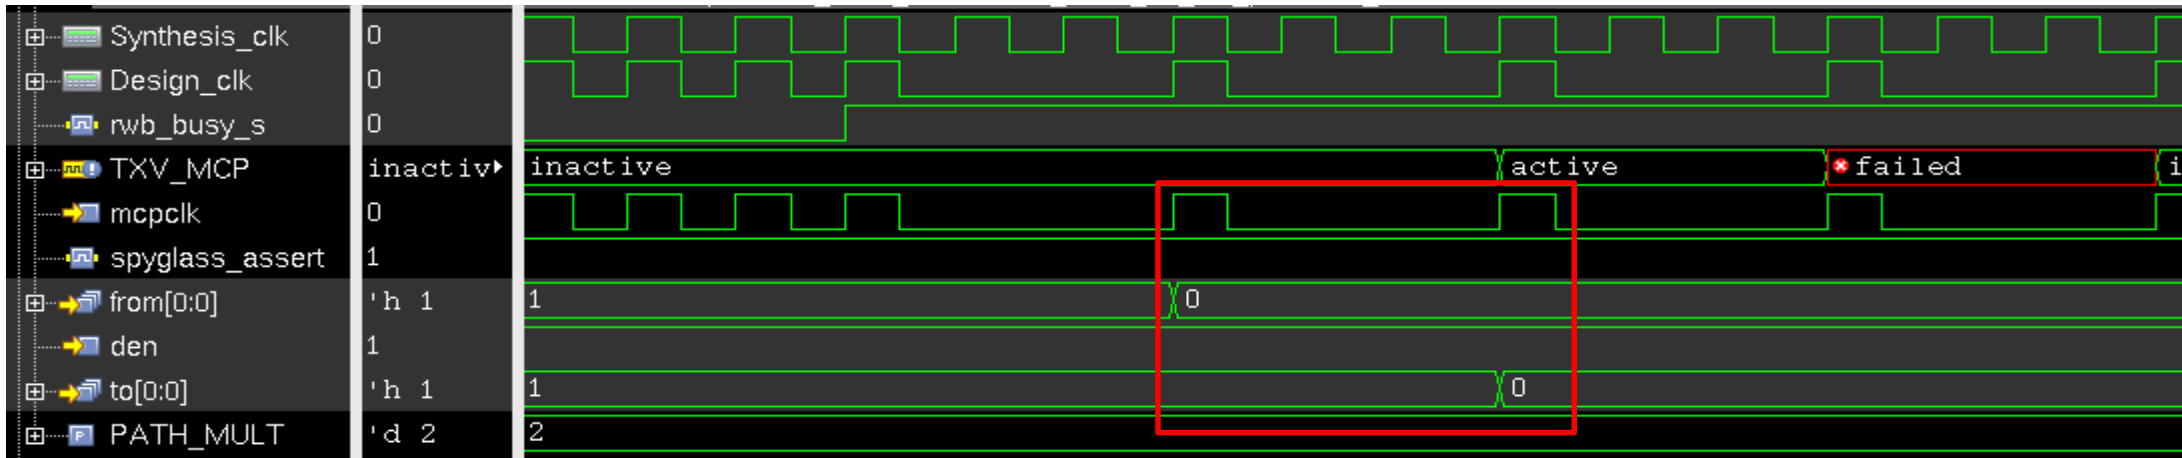 Synthesis_clk 0
Design_clk 0
rwb_busy_s 0
TXV_MCP inactiv inactive active failed i
mcpclk 0
spyglass_assert 1
from[0:0] 'h 1 1 0
den 1
to[0:0] 'h 1 1 0
PATH_MULT 'd 2 2